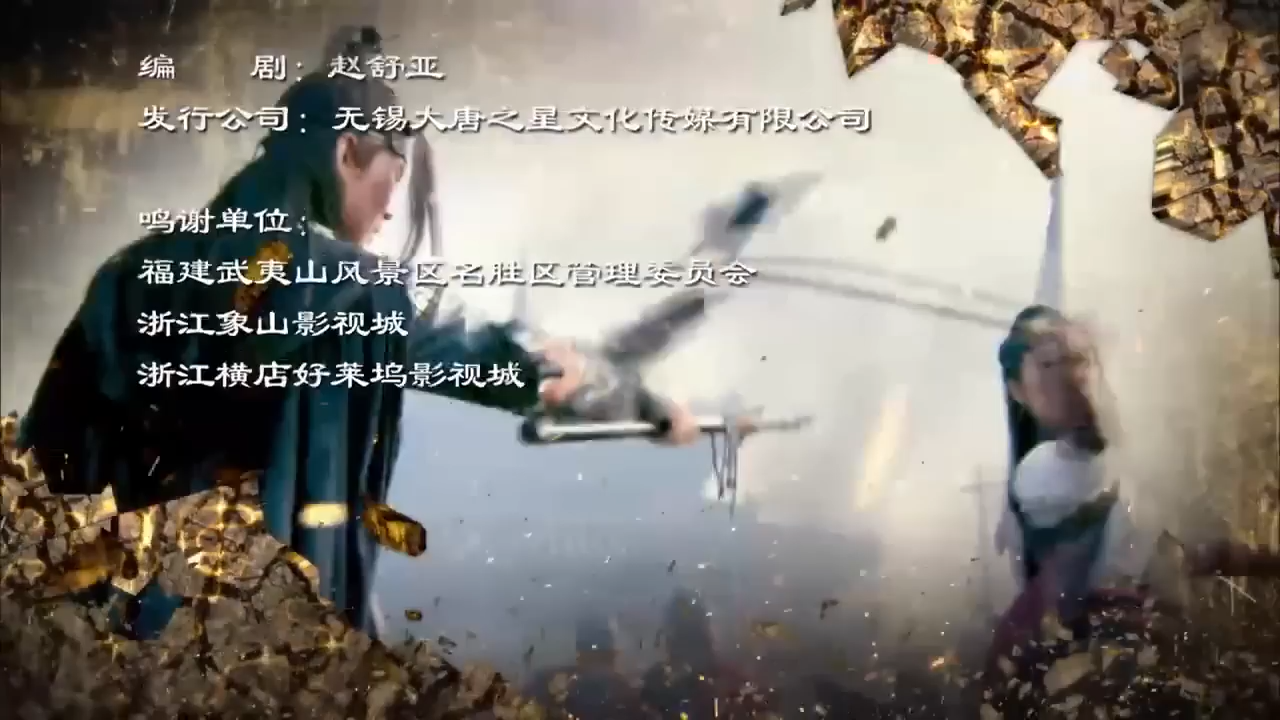 编　　剧：赵舒亚
发行公司：无锡大唐之星文化传媒有限公司
鸣谢单位：
福建武夷山风景区名胜区管理委员会
浙江象山影视城
浙江横店好莱坞影视城